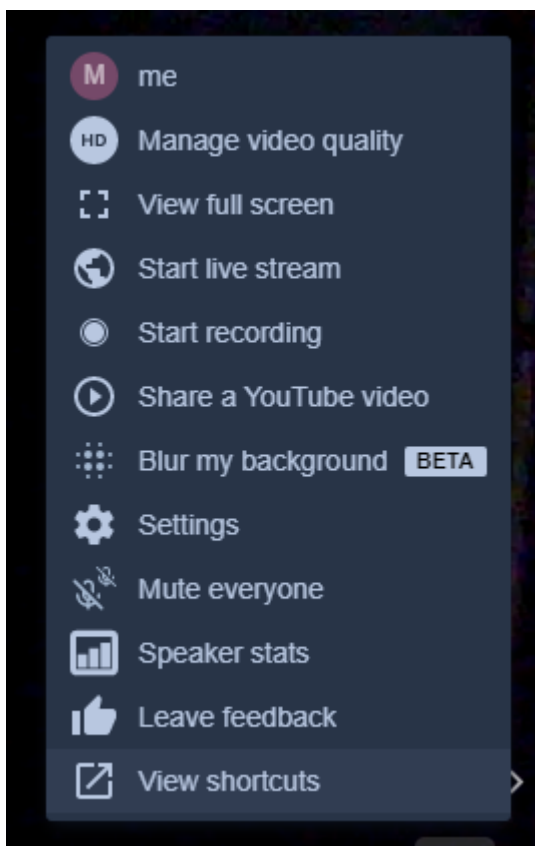 M me
HD Manage video quality
View full screen
Start live stream
Start recording
Share a YouTube video
Blur my background BETA
Settings
Mute everyone
Speaker stats
Leave feedback
View shortcuts